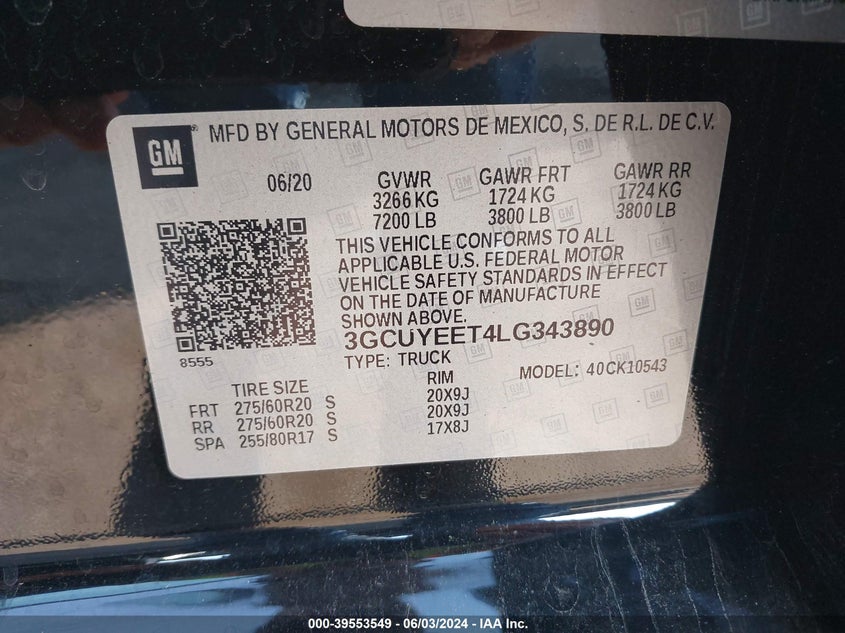 GM
MFD BY GENERAL MOTORS DE MEXICO, S. DE R.L. DE C.V.
06/20
GVWR GAWR FRT GAWR RR
3266 KG 1724 KG 1724 KG
7200 LB 3800 LB 3800 LB
THIS VEHICLE CONFORMS TO ALL
APPLICABLE U.S. FEDERAL MOTOR
VEHICLE SAFETY STANDARDS IN EFFECT
ON THE DATE OF MANUFACTURE
SHOWN ABOVE.
3GCUYEET4LG343890
8555
TYPE: TRUCK MODEL: 40CK10543
TIRE SIZE RIM
FRT 275/60R20 S 20X9J
RR 275/60R20 S 20X9J
SPA 255/80R17 S 17X8J
000-39553549 - 06/03/2024 - IAA Inc.